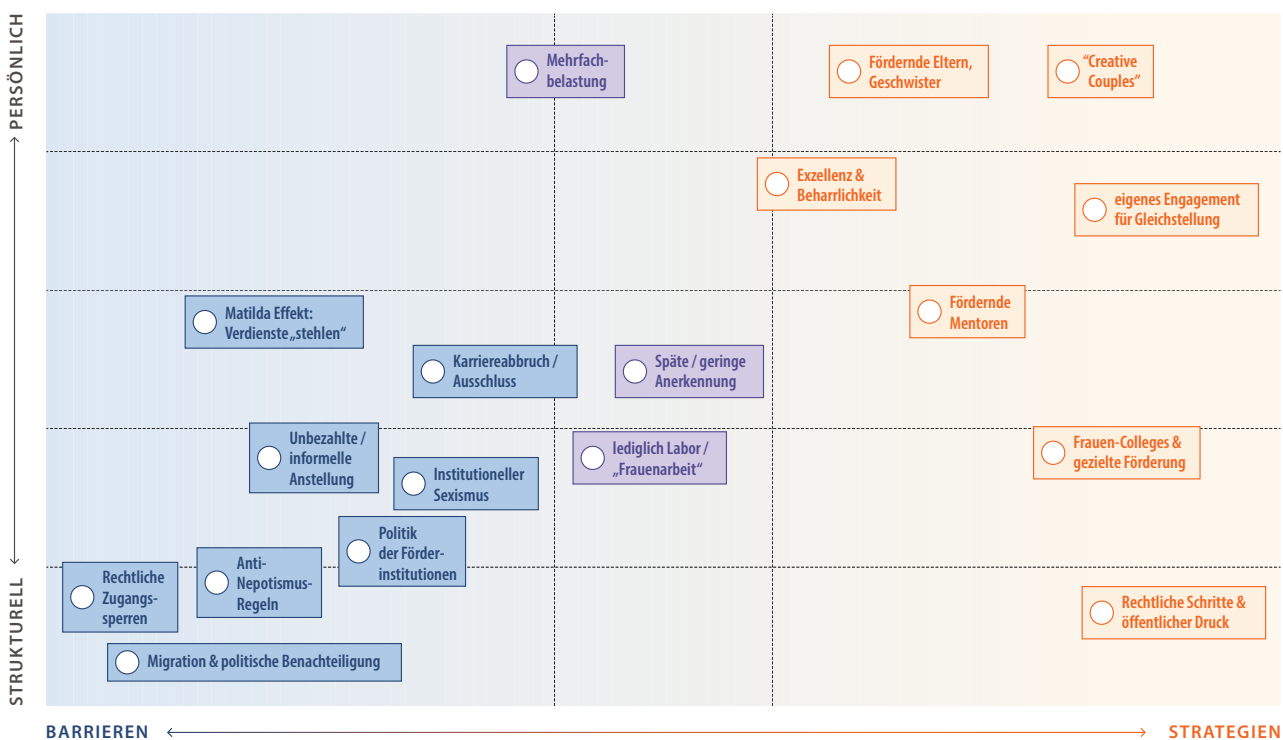 PERSÖNLICH
STRUKTURELL
Mehrfach-
belastung
Fördernde Eltern,
Geschwister
“Creative
Couples”
Exzellenz &
Beharrlichkeit
eigenes Engagement
für Gleichstellung
Matilda Effekt:
Verdienste „stehlen“
Fördernde
Mentoren
Karriereabbruch /
Ausschluss
Späte / geringe
Anerkennung
Unbezahlte /
informelle
Anstellung
Institutioneller
Sexismus
lediglich Labor /
„Frauenarbeit“
Frauen-Colleges &
gezielte Förderung
Politik
der Förder-
institutionen
Rechtliche
Zugangs-
sperren
Anti-
Nepotismus-
Regeln
Rechtliche Schritte &
öffentlicher Druck
Migration & politische Benachteiligung
BARRIEREN
STRATEGIEN